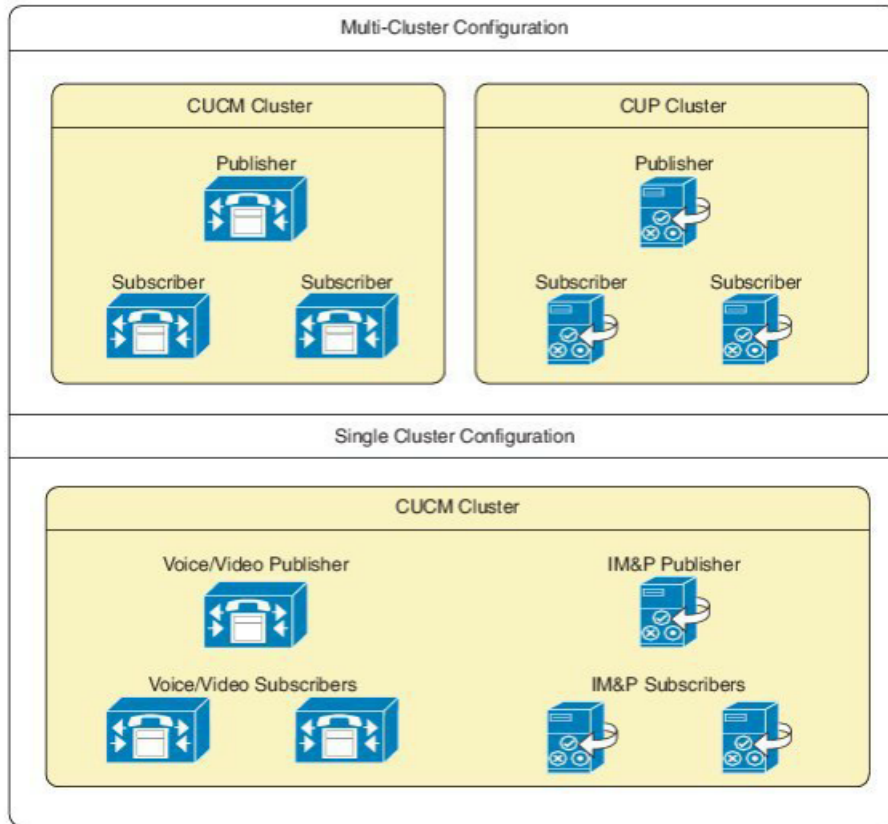 Multi-Cluster Configuration
CUCM Cluster
CUP Cluster
Publisher
Publisher
Subscriber
Subscriber
Subscriber
Subscriber
Single Cluster Configuration
CUCM Cluster
Voice/Video Publisher
IM&P Publisher
Voice/Video Subscribers
IM&P Subscribers